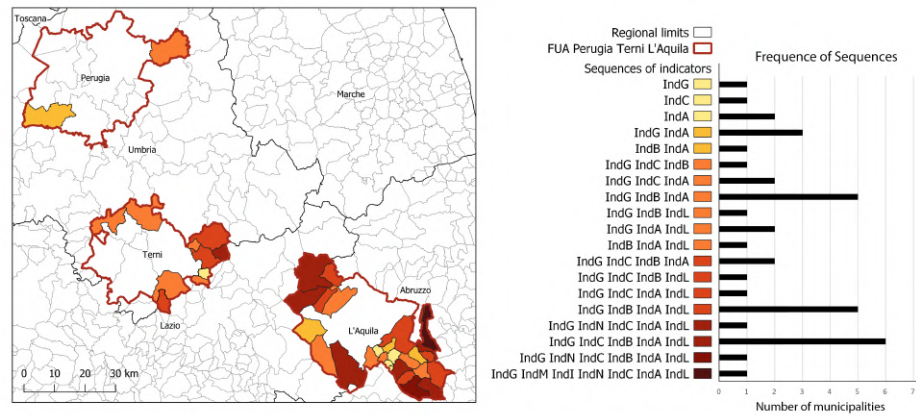 Toscana
Perugia
Marche
Umbria
Terni
Abruzzo
L'Aquila
Lazio
0 10 20 30 km
Regional limits
FUA Perugia Terni L'Aquila
Sequences of indicators
Frequence of Sequences
IndG
IndC
IndA
IndG IndA
IndB IndA
IndG IndC IndB
IndG IndC IndA
IndG IndB IndA
IndG IndB IndL
IndG IndA IndL
IndB IndA IndL
IndG IndC IndB IndA
IndG IndC IndB IndL
IndG IndC IndA IndL
IndG IndB IndA IndL
IndG IndN IndC IndA IndL
IndG IndC IndB IndA IndL
IndG IndN IndC IndB IndA IndL
IndG IndM IndI IndN IndC IndA IndL
0 1 2 3 4 5 6 7
Number of municipalities